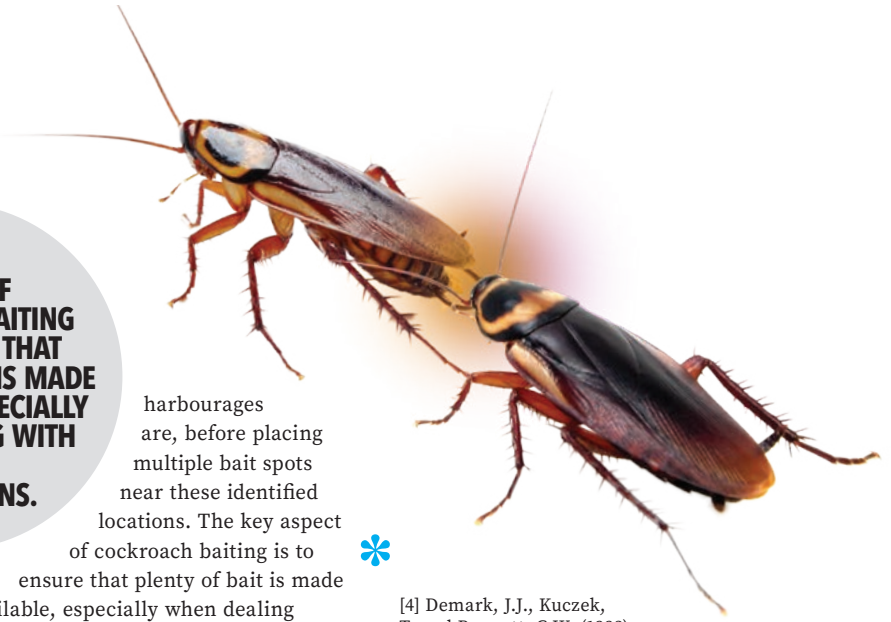 AITING
THAT
IS MADE
ECIALLY
WITH
NS.
harbourages
are, before placing
multiple bait spots
near these identified
locations. The key aspect
of cockroach baiting is to
ensure that plenty of bait is made
especially when dealing
[4] Demark, J.J., Kuczek,